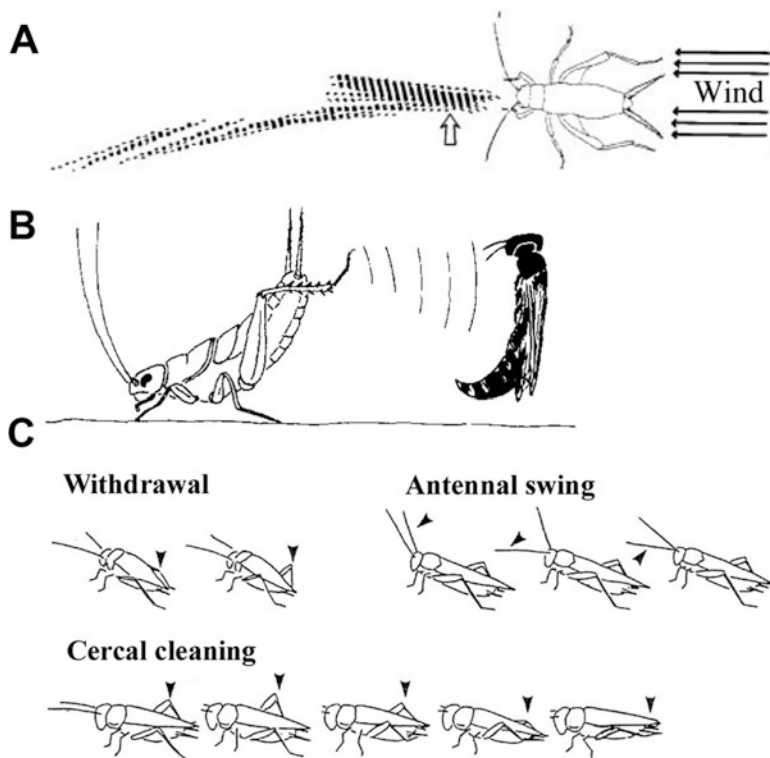 A
Wind
B
C
Withdrawal
Antennal swing
Cercal cleaning